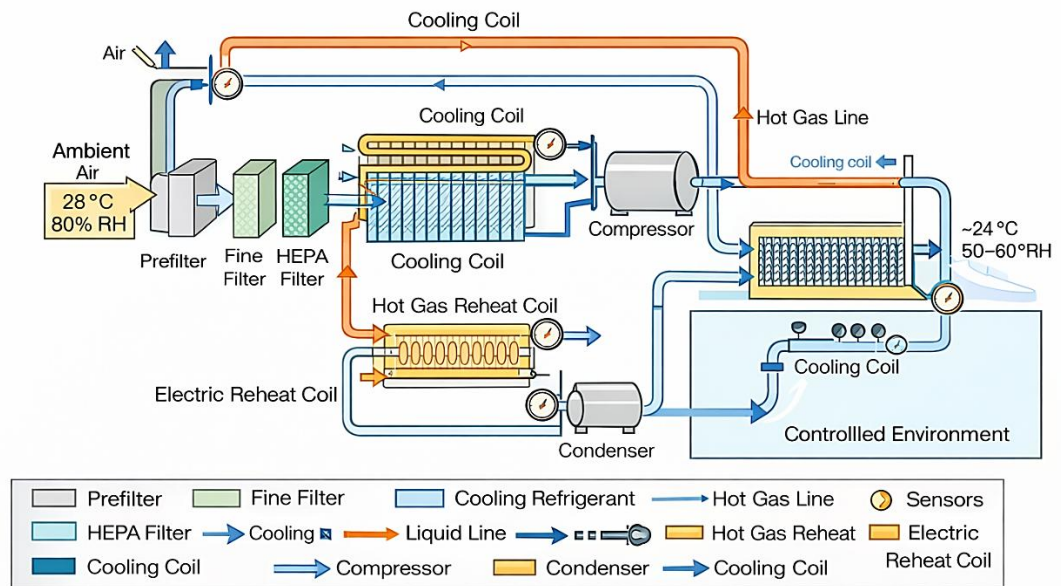 Cooling Coil
Air
Cooling Coil
Hot Gas Line
Ambient
Air
28 °C
80% RH
Cooling coil
Prefilter
Fine
Filter
HEPA
Filter
Cooling Coil
Compressor
~24 °C
50–60°RH
Hot Gas Reheat Coil
Electric Reheat Coil
Condenser
Cooling Coil
Controllled Environment
Prefilter
Fine Filter
Cooling Refrigerant
Hot Gas Line
Sensors
HEPA Filter
Cooling
Liquid Line
Hot Gas Reheat
Electric
Reheat Coil
Cooling Coil
Compressor
Condenser
Cooling Coil